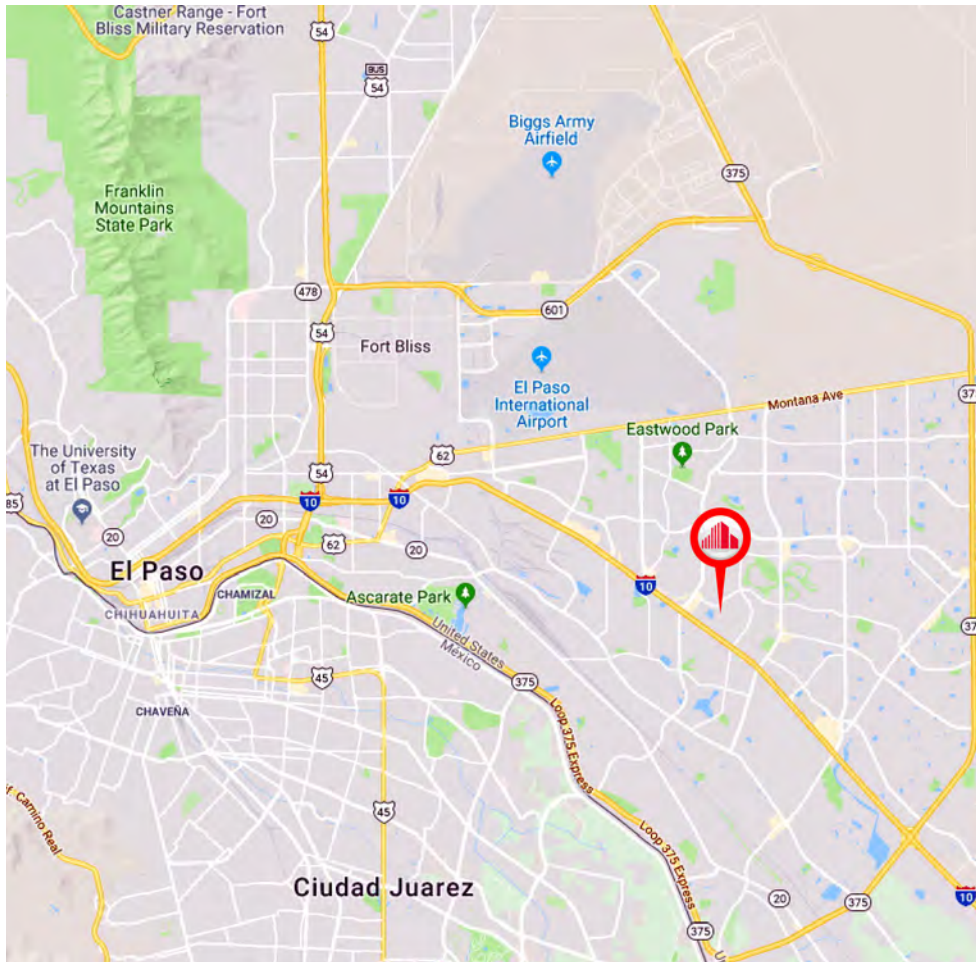 Castner Range - Fort
Bliss Military Reservation
54
BUS
54
Biggs Army
Airfield
375
Franklin
Mountains
State Park
478
54
601
Fort Bliss
El Paso
International
Airport
Montana Ave
375
Eastwood Park
62
The University
of Texas
at El Paso
54
10
10
85
20
20
62
20
El Paso
CHAMIZAL
CHIHUAHUITA
Ascarate Park
10
United States
México
375
37
45
CHAVEÑA
Loop 375 Express
45
Camino Real
Loop 375 Express
Ciudad Juarez
20
375
10
375